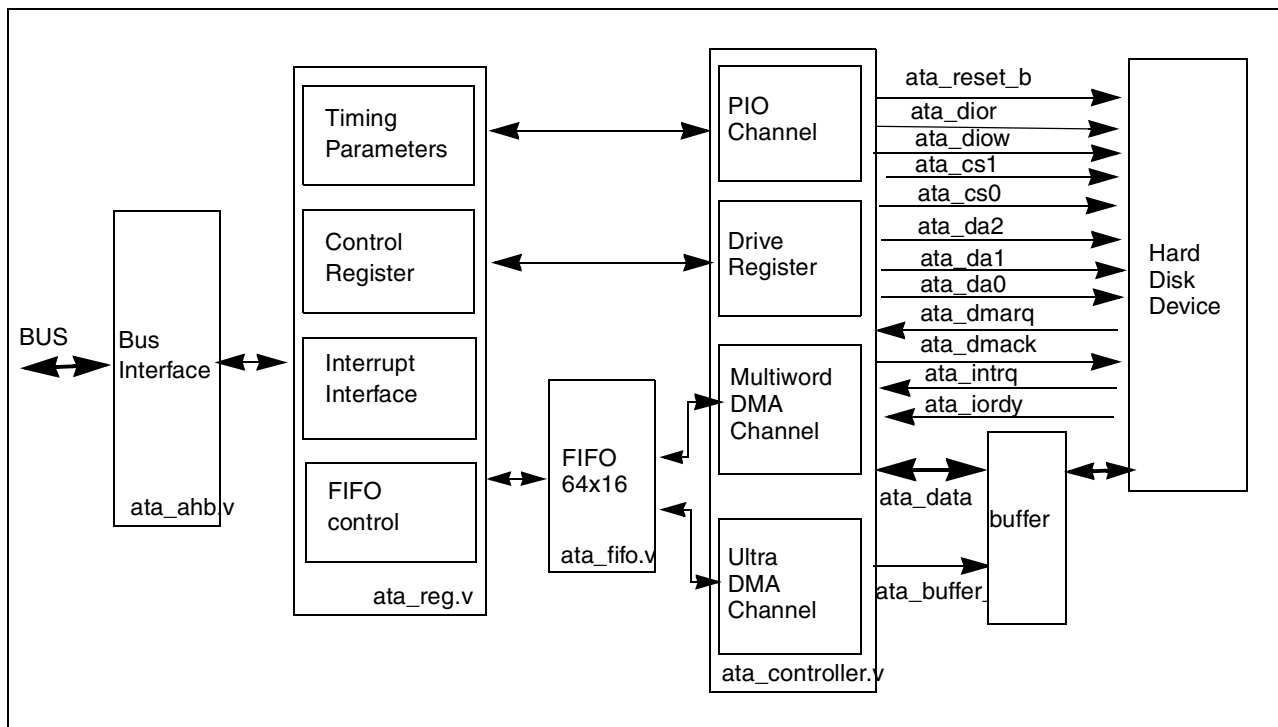 BUS
Bus
Interface
ata_ahb.v
Timing
Parameters
Control
Register
Interrupt
Interface
FIFO
control
ata_reg.v
FIFO
64x16
ata_fifo.v
PIO
Channel
Drive
Register
Multiword
DMA
Channel
Ultra
DMA
Channel
ata_controller.v
ata_reset_b
ata_dior
ata_diow
ata_cs1
ata_cs0
ata_da2
ata_da1
ata_da0
ata_dmarq
ata_dmack
ata_intrq
ata_iordy
ata_data
ata_buffer_
buffer
Hard
Disk
Device